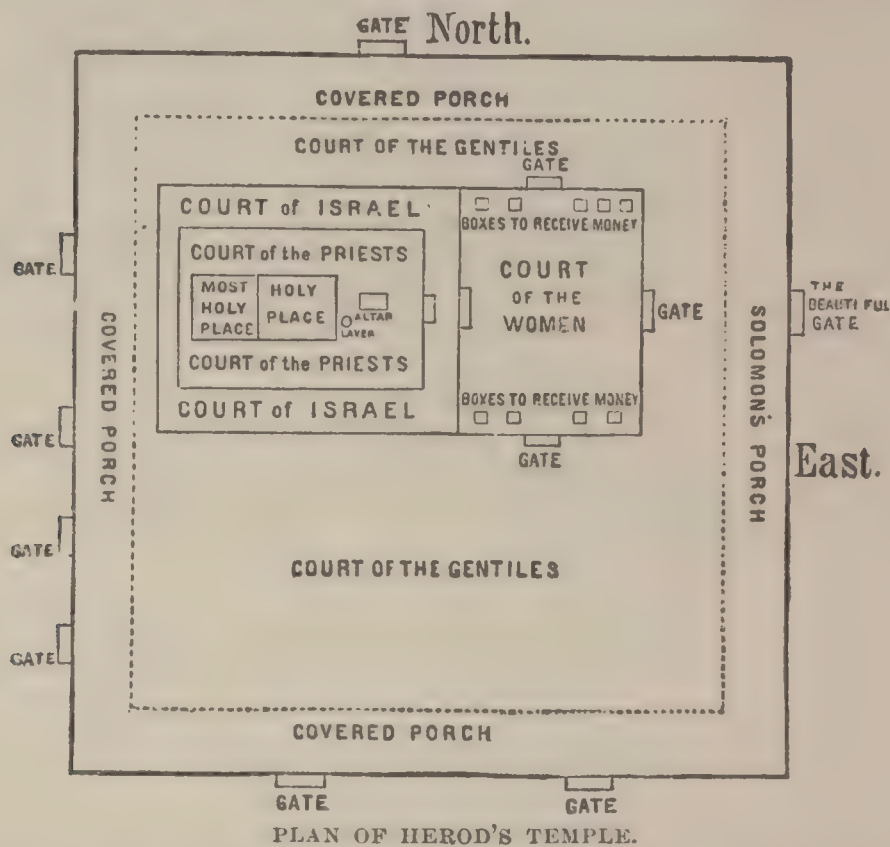 GATE North.
COVERED PORCH
COURT OF THE GENTILES
GATE
COURT of ISRAEL
BOXES TO RECEIVE MONEY
COURT of the PRIESTS
COURT
OF THE
WOMEN
MOST
HOLY
PLACE
HOLY
PLACE
ALTAR
LAVER
GATE
THE
BEAUTIFUL
GATE
GATE
COURT of the PRIESTS
COURT of ISRAEL
BOXES TO RECEIVE MONEY
GATE
COVERED PORCH
SOLOMON'S PORCH
East.
GATE
GATE
GATE
COURT OF THE GENTILES
COVERED PORCH
GATE
GATE
PLAN OF HEROD'S TEMPLE.